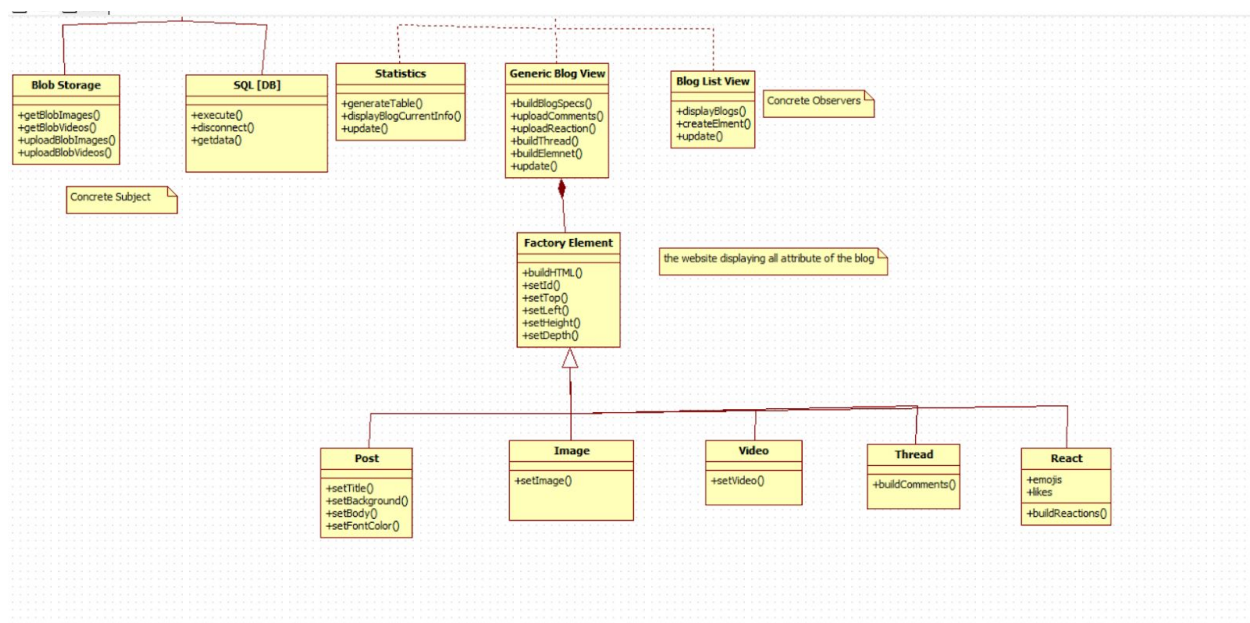 Blob Storage
+getBlobImages()
+getBlobVideos()
+uploadBlobImages()
+uploadBlobVideos()
SQL [DB]
+execute()
+disconnect()
+getdata()
Statistics
+generateTable()
+displayBlogCurrentInfo()
+update()
Generic Blog View
+buildBlogSpecs()
+uploadComments()
+uploadReaction()
+buildThread()
+buildElemnet()
+update()
Blog List View
+displayBlogs()
+createElment()
+update()
Concrete Observers
Concrete Subject
Factory Element
+buildHTML()
+setId()
+setTop()
+setLeft()
+setHeight()
+setDepth()
the website displaying all attribute of the blog
Post
+setTitle()
+setBackground()
+setBody()
+setFontColor()
Image
+setImage()
Video
+setVideo()
Thread
+buildComments()
React
+emojis
+likes
+buildReactions()